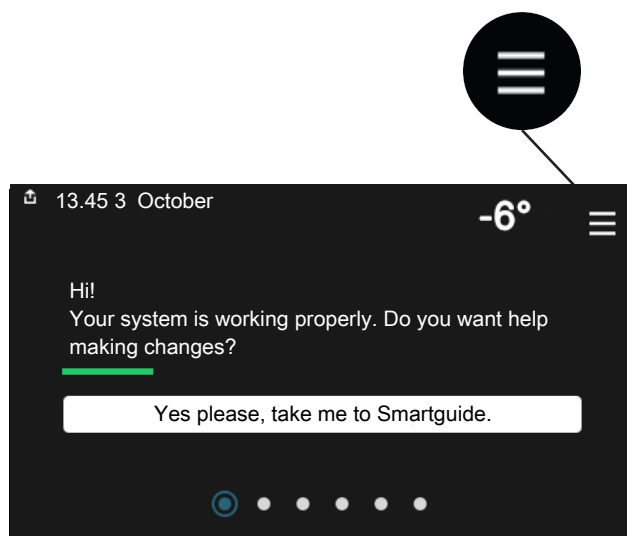 13.45 3 October
-6°
Hi!
Your system is working properly. Do you want help
making changes?
Yes please, take me to Smartguide.